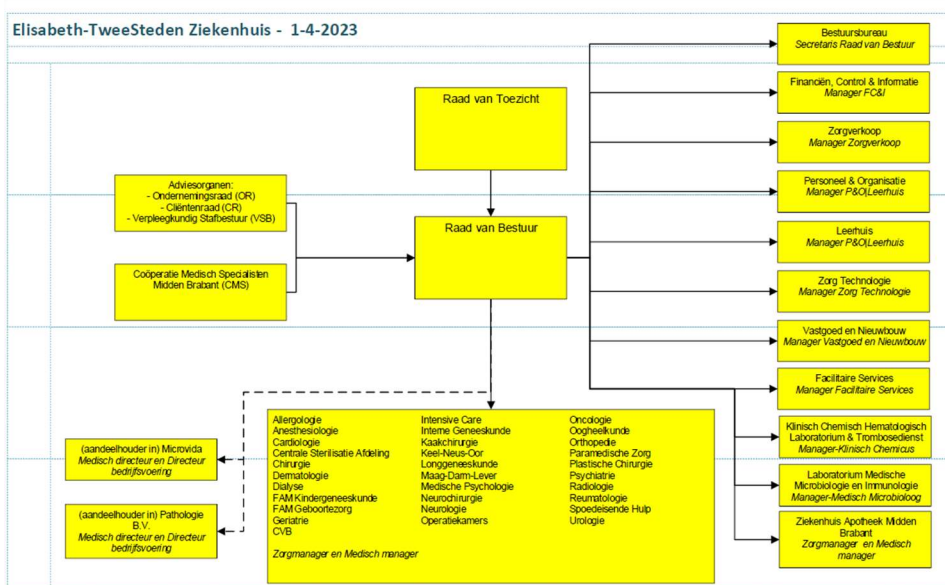 Elisabeth-TweeSteden Ziekenhuis - 1-4-2023
Raad van Toezicht
Adviesorganen:
- Ondernemingsraad (OR)
- Cliëntenraad (CR)
- Verpleegkundig Stafbestuur (VSB)
Coöperatie Medisch Specialisten
Midden Brabant (CMS)
Raad van Bestuur
Bestuursbureau
Secretaris Raad van Bestuur
Financiën, Control & Informatie
Manager FC&I
Zorgverkoop
Manager Zorgverkoop
Personeel & Organisatie
Manager P&O|Leerhuis
Leerhuis
Manager P&O|Leerhuis
Zorg Technologie
Manager Zorg Technologie
Vastgoed en Nieuwbouw
Manager Vastgoed en Nieuwbouw
Facilitaire Services
Manager Facilitaire Services
Klinisch Chemisch Hematologisch
Laboratorium & Trombosedienst
Manager-Klinisch Chemicus
Laboratorium Medische
Microbiologie en Immunologie
Manager-Medisch Microbioloog
Ziekenhuis Apotheek Midden
Brabant
Zorgmanager en Medisch
manager
(aandeelhouder in) Microvida
Medisch directeur en Directeur
bedrijfsvoering
(aandeelhouder in) Pathologie
B.V.
Medisch directeur en Directeur
bedrijfsvoering
Allergologie
Anesthesiologie
Cardiologie
Centrale Sterilisatie Afdeling
Chirurgie
Dermatologie
Dialyse
FAM Kindergeneeskunde
FAM Geboortezorg
Geriatrie
CVB
Intensive Care
Interne Geneeskunde
Kaakchirurgie
Keel-Neus-Oor
Longgeneeskunde
Maag-Darm-Lever
Medische Psychologie
Neurochirurgie
Neurologie
Operatiekamers
Oncologie
Oogheelkunde
Orthopedie
Paramedische Zorg
Plastische Chirurgie
Psychiatrie
Radiologie
Reumatologie
Spoedeisende Hulp
Urologie
Zorgmanager en Medisch manager